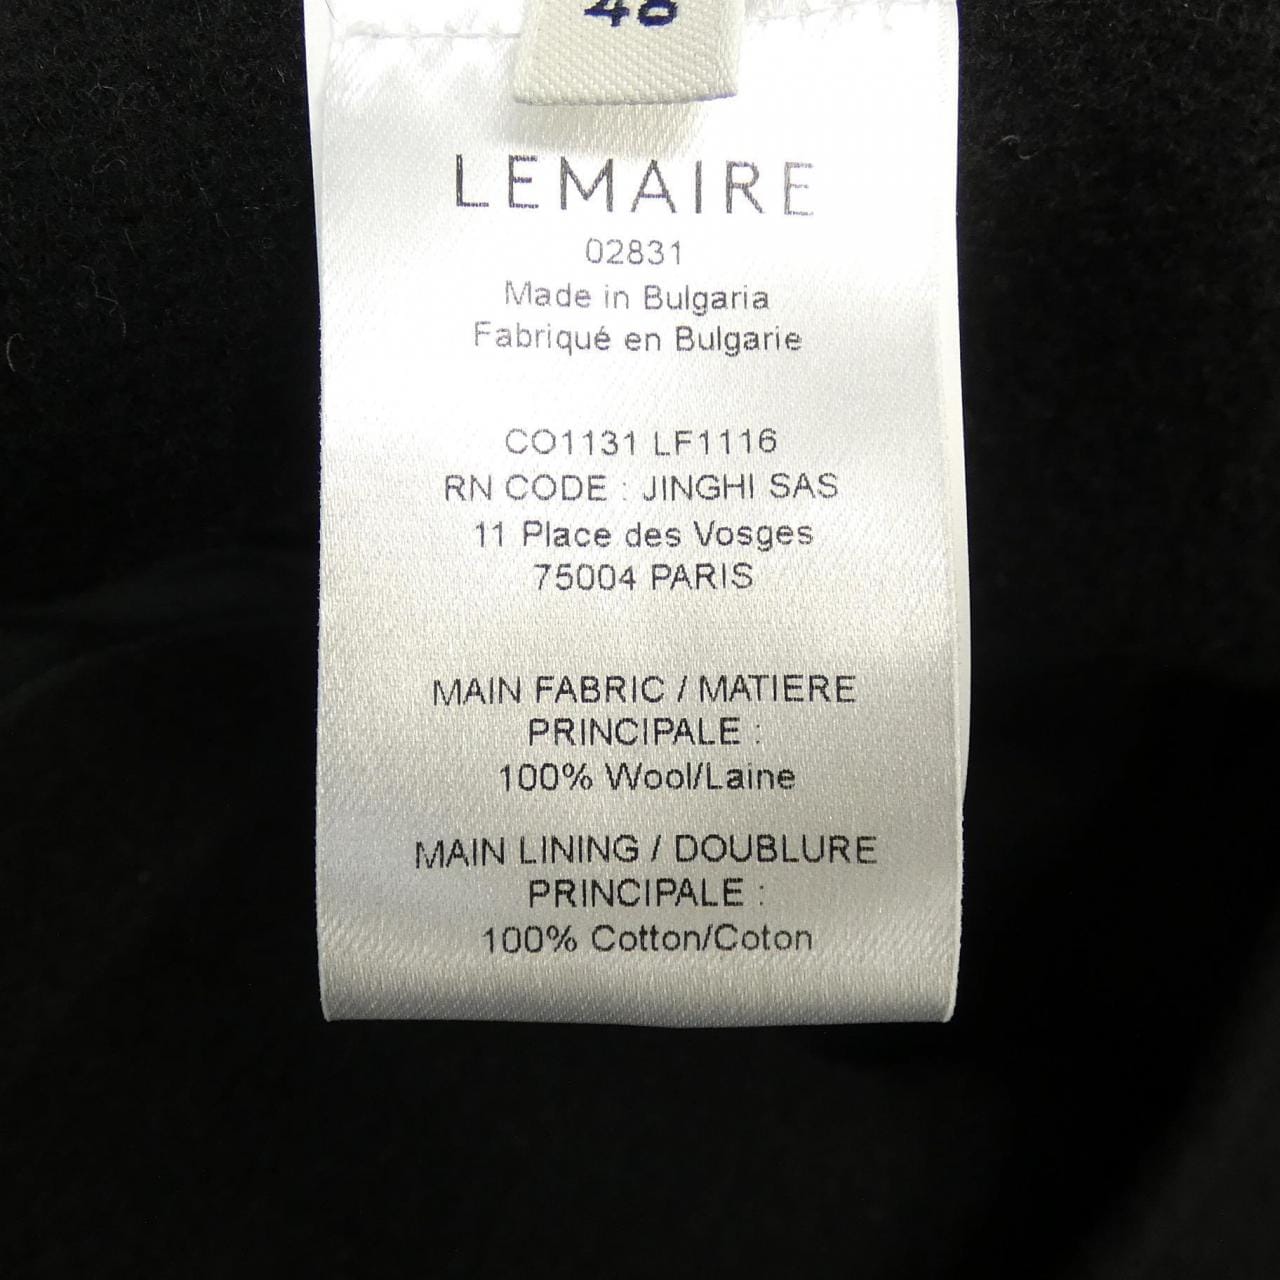 48
LEMAIRE
02831
Made in Bulgaria
Fabriqué en Bulgarie
CO1131 LF1116
RN CODE : JINGHI SAS
11 Place des Vosges
75004 PARIS
MAIN FABRIC / MATIERE
PRINCIPALE :
100% Wool/Laine
MAIN LINING / DOUBLURE
PRINCIPALE :
100% Cotton/Coton